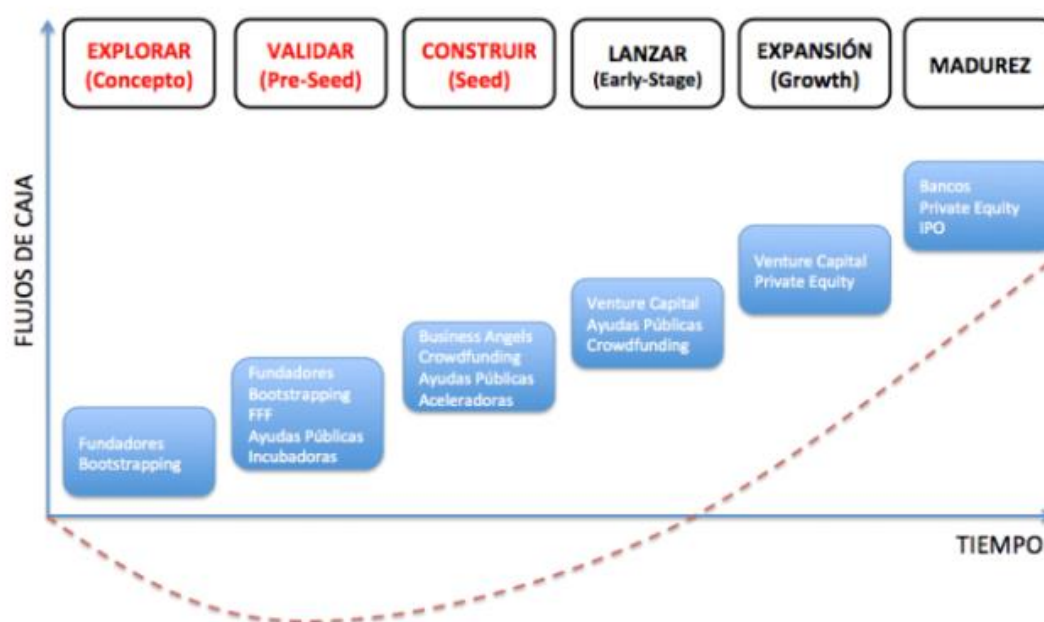 EXPLORAR
(Concepto)
VALIDAR
(Pre-Seed)
CONSTRUIR
(Seed)
LANZAR
(Early-Stage)
EXPANSIÓN
(Growth)
MADUREZ
FLUJOS DE CAJA
Fundadores
Bootstrapping
Fundadores
Bootstrapping
FFF
Ayudas Públicas
Incubadoras
Business Angels
Crowdfunding
Ayudas Públicas
Aceleradoras
Venture Capital
Ayudas Públicas
Crowdfunding
Venture Capital
Private Equity
Bancos
Private Equity
IPO
TIEMPO